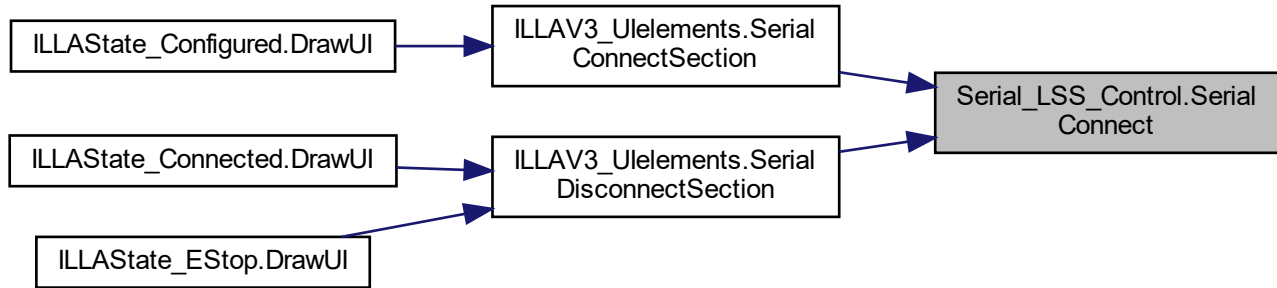 ILLAState_Configured.DrawUI
ILLAV3_UIelements.Serial
ConnectSection
Serial_LSS_Control.Serial
Connect
ILLAState_Connected.DrawUI
ILLAV3_UIelements.Serial
DisconnectSection
ILLAState_EStop.DrawUI